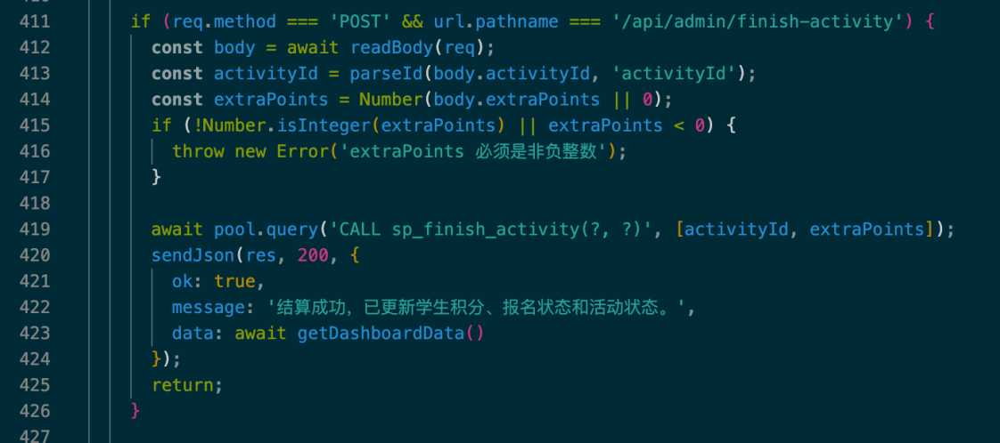 411 if (req.method === 'POST' && url.pathname === '/api/admin/finish-activity') {
412 const body = await readBody(req);
413 const activityId = parseId(body.activityId, 'activityId');
414 const extraPoints = Number(body.extraPoints || 0);
415 if (!Number.isInteger(extraPoints) || extraPoints < 0) {
416 throw new Error('extraPoints 必须是非负整数');
417 }
418
419 await pool.query('CALL sp_finish_activity(?, ?)', [activityId, extraPoints]);
420 sendJson(res, 200, {
421 ok: true,
422 message: '结算成功，已更新学生积分、报名状态和活动状态。',
423 data: await getDashboardData()
424 });
425 return;
426 }
427